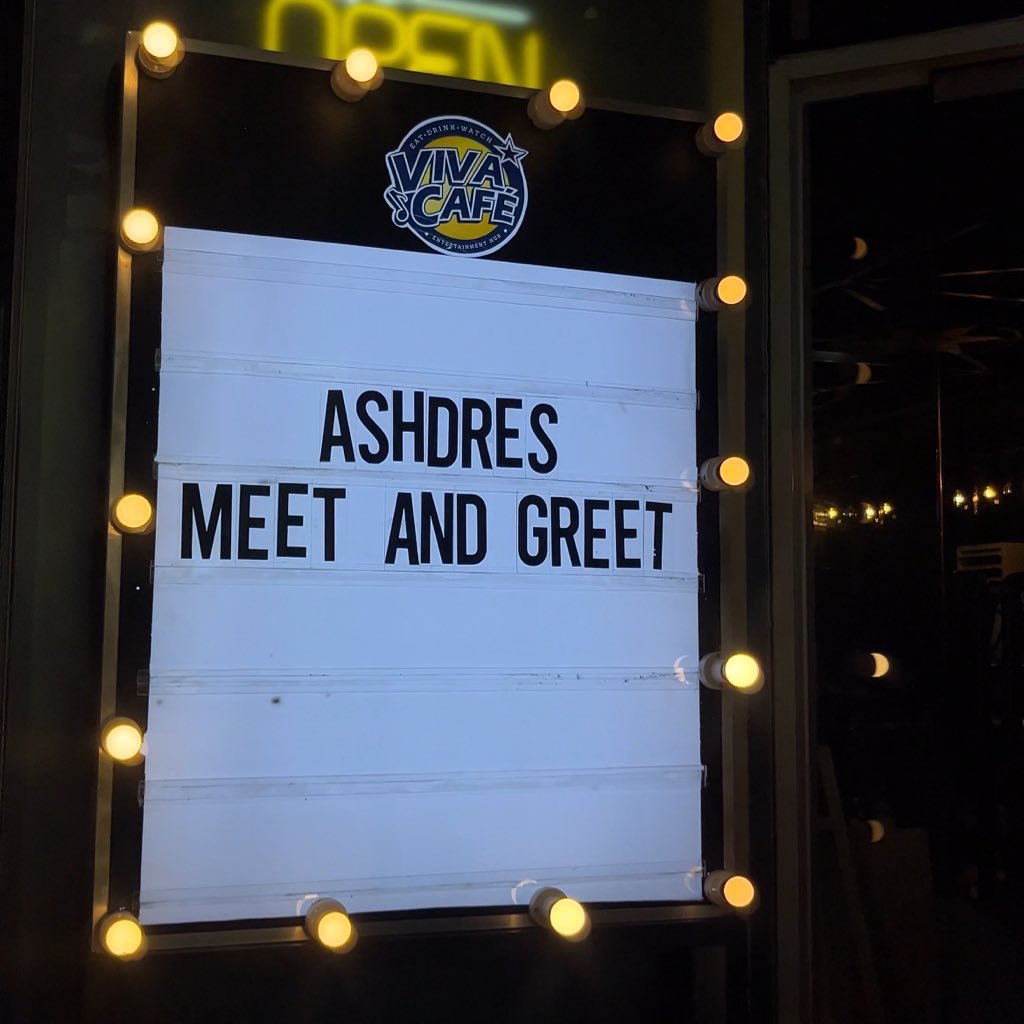 OPEN
EAT · DRINK · WATCH
VIVA
CAFÉ
ENTERTAINMENT HUB
ASHDRES
MEET AND GREET